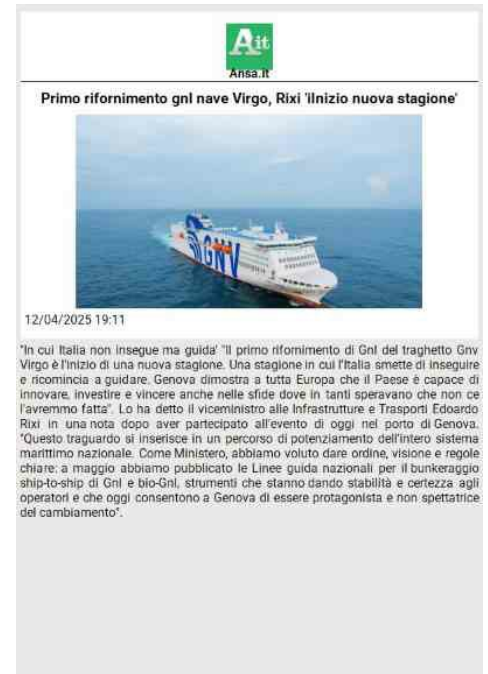 Ait
Ansa.it
Primo rifornimento gnl nave Virgo, Rixi 'iInizio nuova stagione'
GNV
12/04/2025 19:11
"In cui Italia non insegue ma guida' "Il primo rifornimento di Gnl del traghetto Gnv
Virgo è l'inizio di una nuova stagione. Una stagione in cui l'Italia smette di inseguire
e ricomincia a guidare. Genova dimostra a tutta Europa che il Paese è capace di
innovare, investire e vincere anche nelle sfide dove in tanti speravano che non ce
l'avremmo fatta". Lo ha detto il viceministro alle Infrastrutture e Trasporti Edoardo
Rixi in una nota dopo aver partecipato all'evento di oggi nel porto di Genova.
"Questo traguardo si inserisce in un percorso di potenziamento dell'intero sistema
marittimo nazionale. Come Ministero, abbiamo voluto dare ordine, visione e regole
chiare: a maggio abbiamo pubblicato le Linee guida nazionali per il bunkeraggio
ship-to-ship di Gnl e bio-Gnl, strumenti che stanno dando stabilità e certezza agli
operatori e che oggi consentono a Genova di essere protagonista e non spettatrice
del cambiamento".